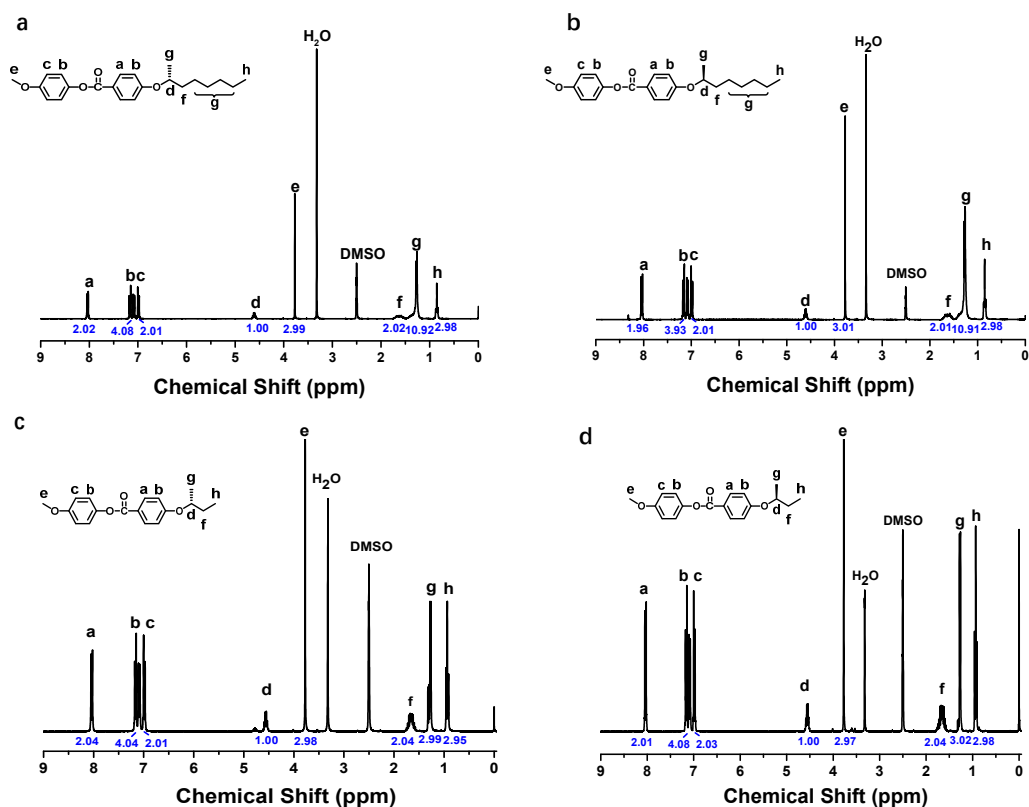 a
H₂O
g
c b
a b
h
e
O
O
O
O
d
f
g
e
DMSO
g
h
a
b c
d
f
2.02
4.08
2.01
1.00
2.99
2.02
10.92
2.98
9 8 7 6 5 4 3 2 1 0
Chemical Shift (ppm)
b
H₂O
g
c b
a b
h
e
O
O
O
O
d
f
g
e
g
h
DMSO
a
b c
d
f
1.96
3.93
2.01
1.00
3.01
2.01
10.91
2.98
9 8 7 6 5 4 3 2 1 0
Chemical Shift (ppm)
c
e
H₂O
g
c b
a b
h
e
O
O
O
O
d
f
DMSO
g h
a
b c
d
f
2.04
4.04
2.01
1.00
2.98
2.04
2.99
2.95
9 8 7 6 5 4 3 2 1 0
Chemical Shift (ppm)
d
e
g
c b
a b
h
e
O
O
O
O
d
f
DMSO
g h
H₂O
a
b c
d
f
2.01
4.08
2.03
1.00
2.97
2.04
3.02
2.98
9 8 7 6 5 4 3 2 1 0
Chemical Shift (ppm)